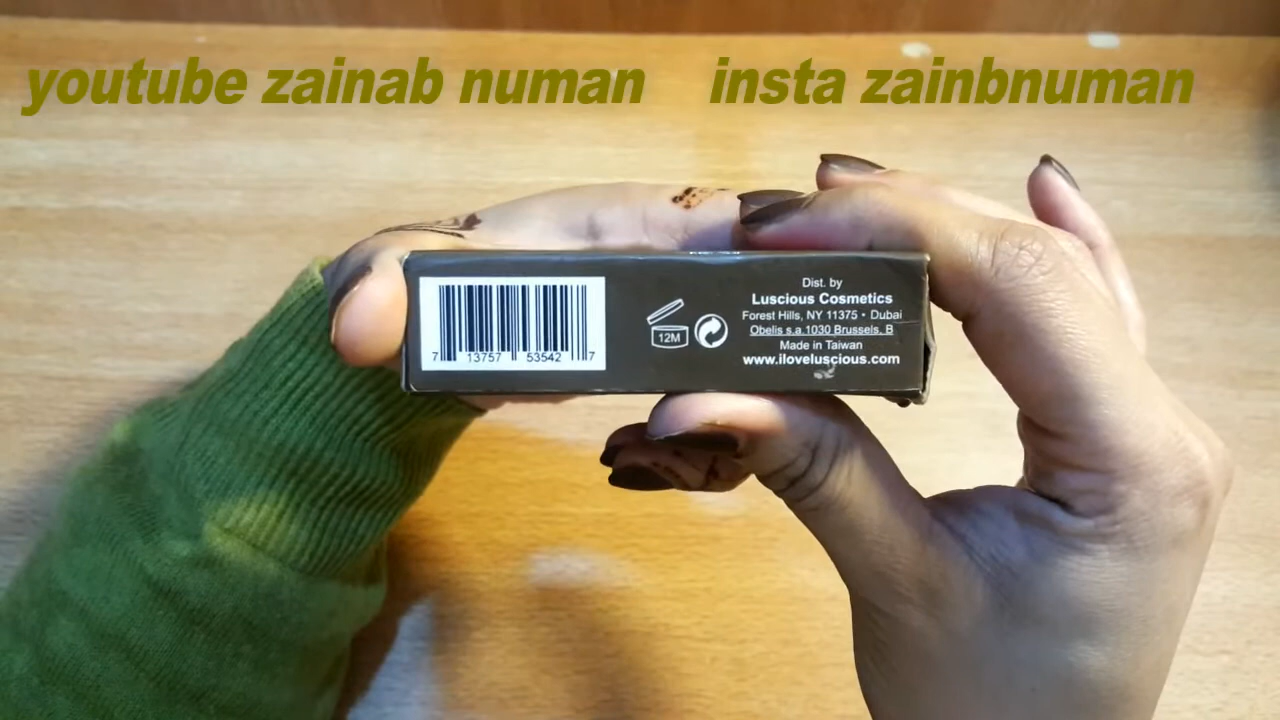 youtube zainab numan insta zainbnuman
7 13757 53542 7
12M
Dist. by
Luscious Cosmetics
Forest Hills, NY 11375 • Dubai
Obelis s.a 1030 Brussels, B
Made in Taiwan
www.iloveluscious.com